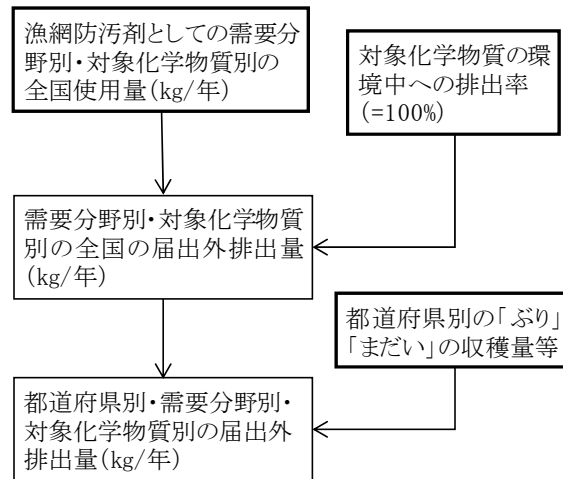 漁網防汚剤としての需要分
野別・対象化学物質別の
全国使用量(kg/年)
対象化学物質の環
境中への排出率
(=100%)
需要分野別・対象化学物質
別の全国の届出外排出量
(kg/年)
都道府県別の「ぶり」
「まだい」の収穫量等
都道府県別・需要分野別・
対象化学物質別の届出外
排出量(kg/年)